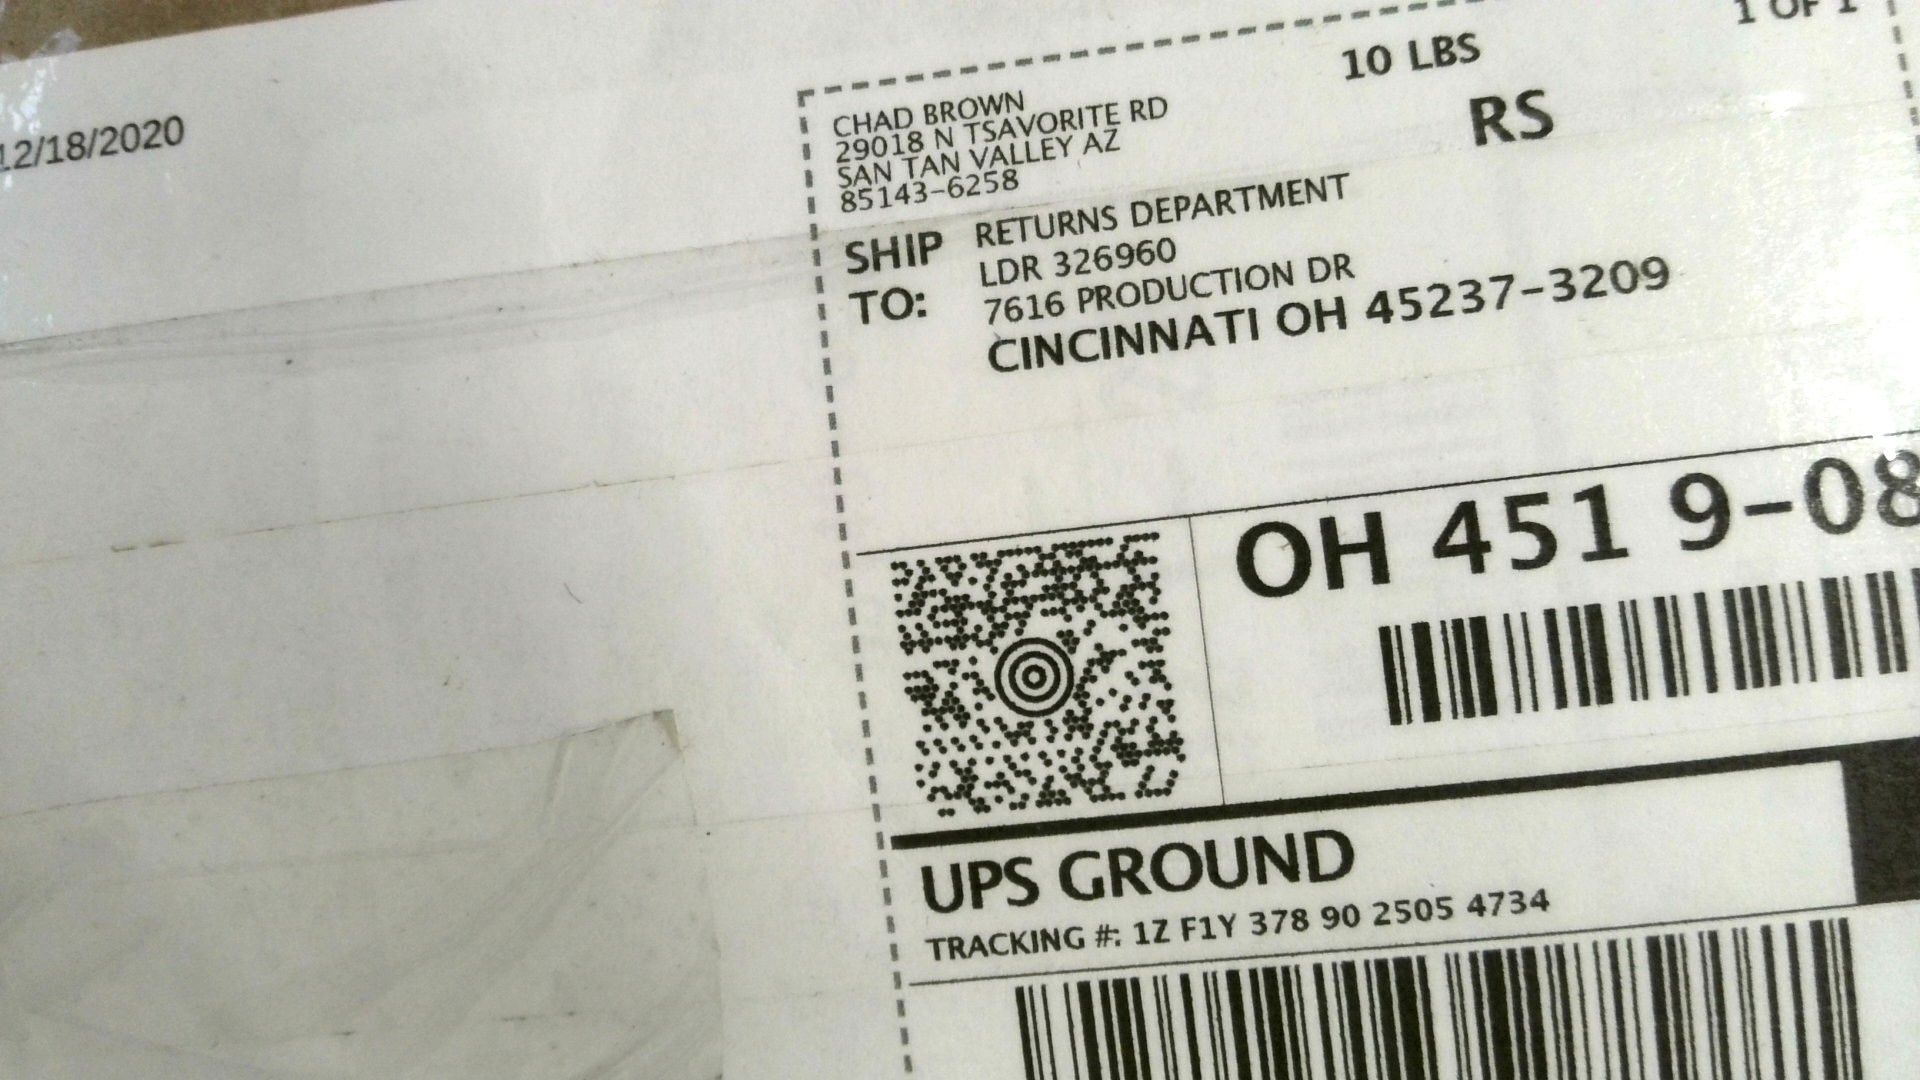 12/18/2020
1 OF 1
10 LBS
RS
CHAD BROWN
29018 N TSAVORITE RD
SAN TAN VALLEY AZ
85143-6258
SHIP TO:
RETURNS DEPARTMENT
LDR 326960
7616 PRODUCTION DR
CINCINNATI OH 45237-3209
OH 451 9-08
UPS GROUND
TRACKING #: 1Z F1Y 378 90 2505 4734